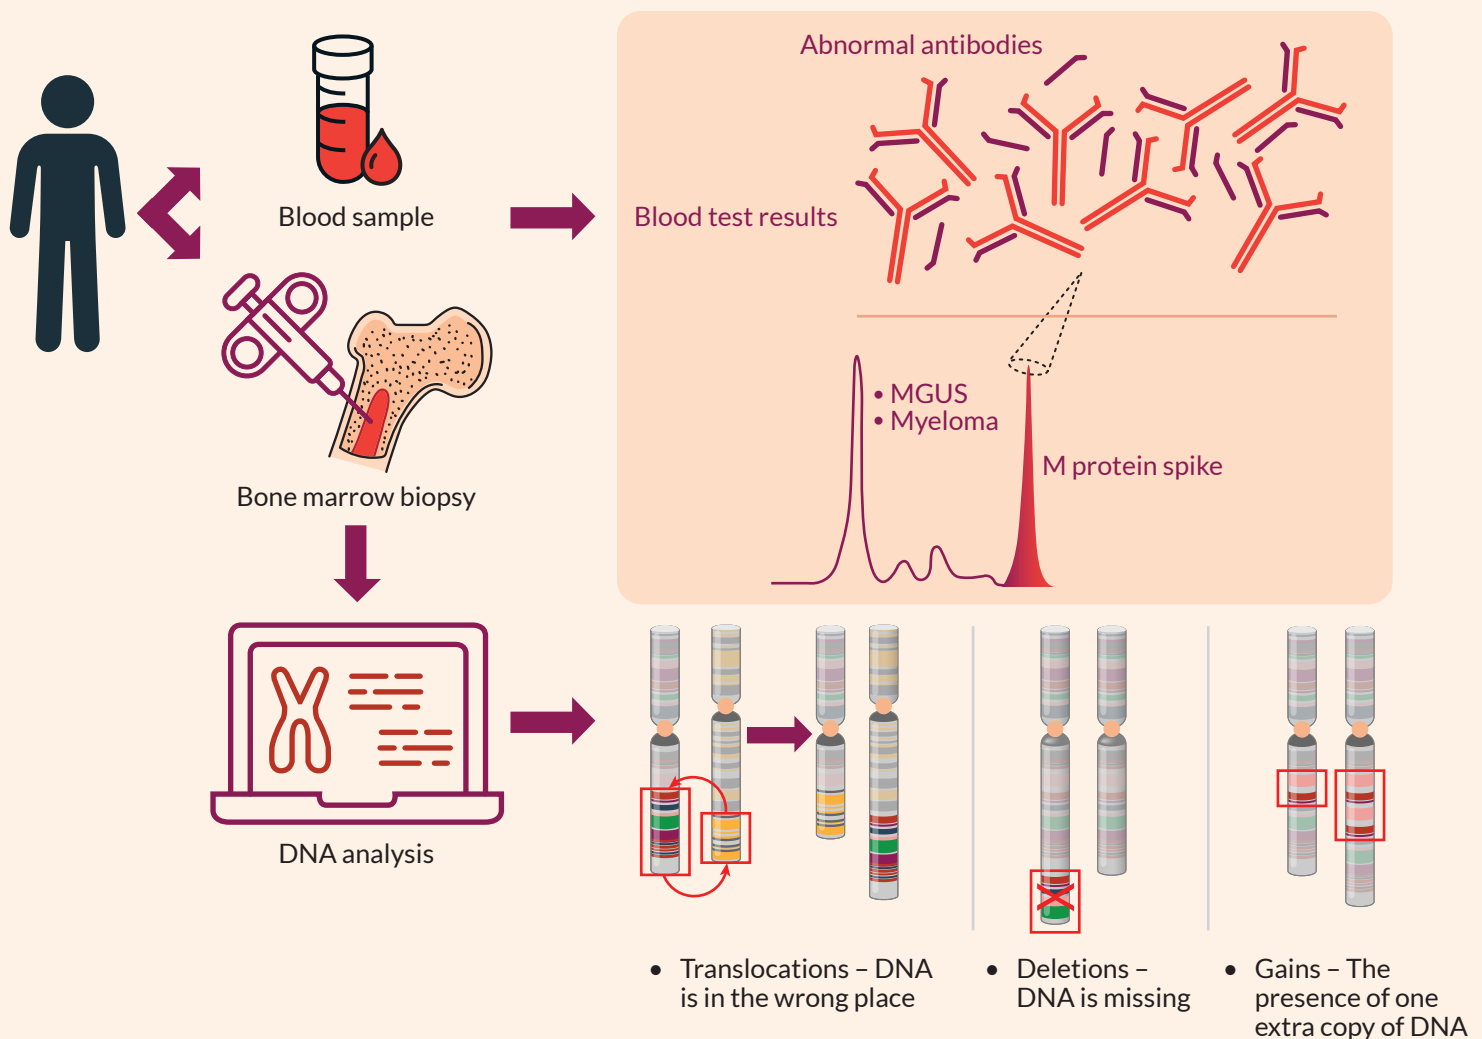 Abnormal antibodies
Blood sample
Blood test results
• MGUS
• Myeloma
M protein spike
Bone marrow biopsy
DNA analysis
• Translocations – DNA
is in the wrong place
• Deletions –
DNA is missing
• Gains – The
presence of one
extra copy of DNA